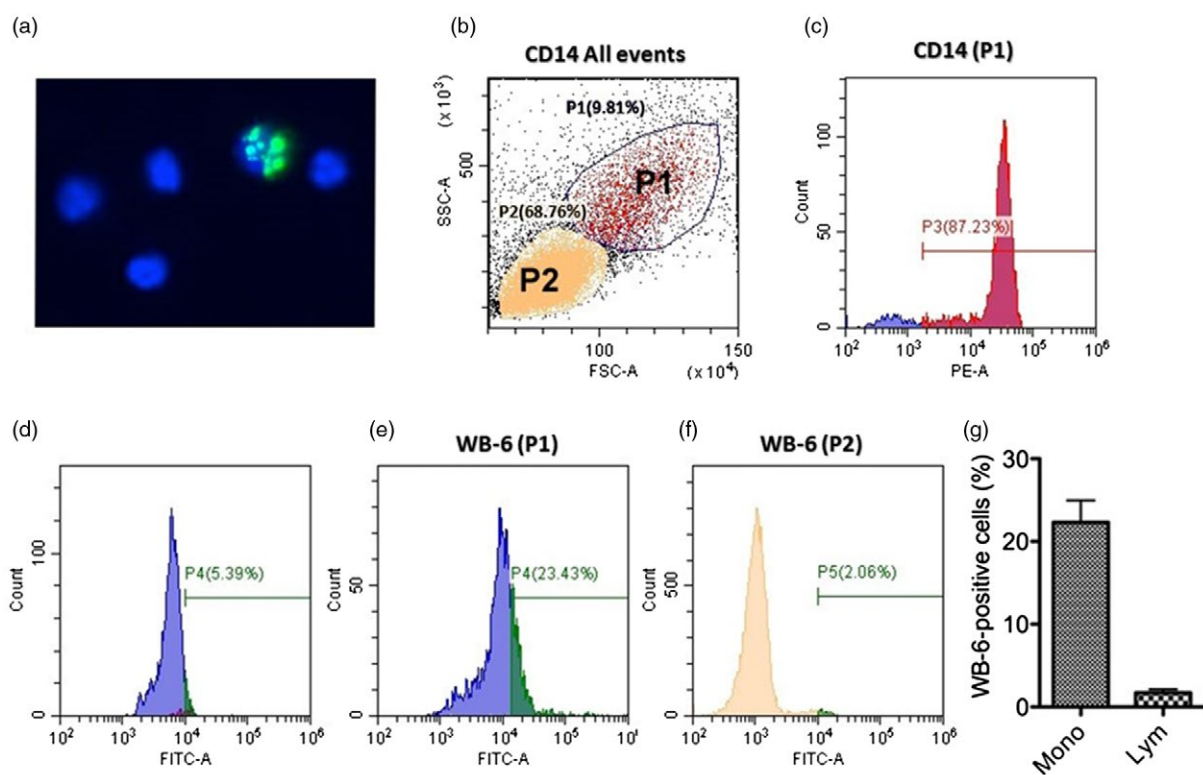 (a)
(b)
CD14 All events
(x 10³)
P1(9.81%)
500
SSC-A
P1
P2(68.76%)
P2
100
150
FSC-A
(x 10⁴)
(c)
CD14 (P1)
100
Count
50
P3(87.23%)
0
10² 10³ 10⁴ 10⁵ 10⁶
PE-A
(d)
100
Count
P4(5.39%)
0
10² 10³ 10⁴ 10⁵ 10⁶
FITC-A
(e)
WB-6 (P1)
Count
50
P4(23.43%)
0
10² 10³ 10⁴ 10⁵ 10⁶
FITC-A
(f)
WB-6 (P2)
Count
500
P5(2.06%)
0
10² 10³ 10⁴ 10⁵ 10⁶
FITC-A
(g)
WB-6-positive cells (%)
30
20
10
0
Mono
Lym